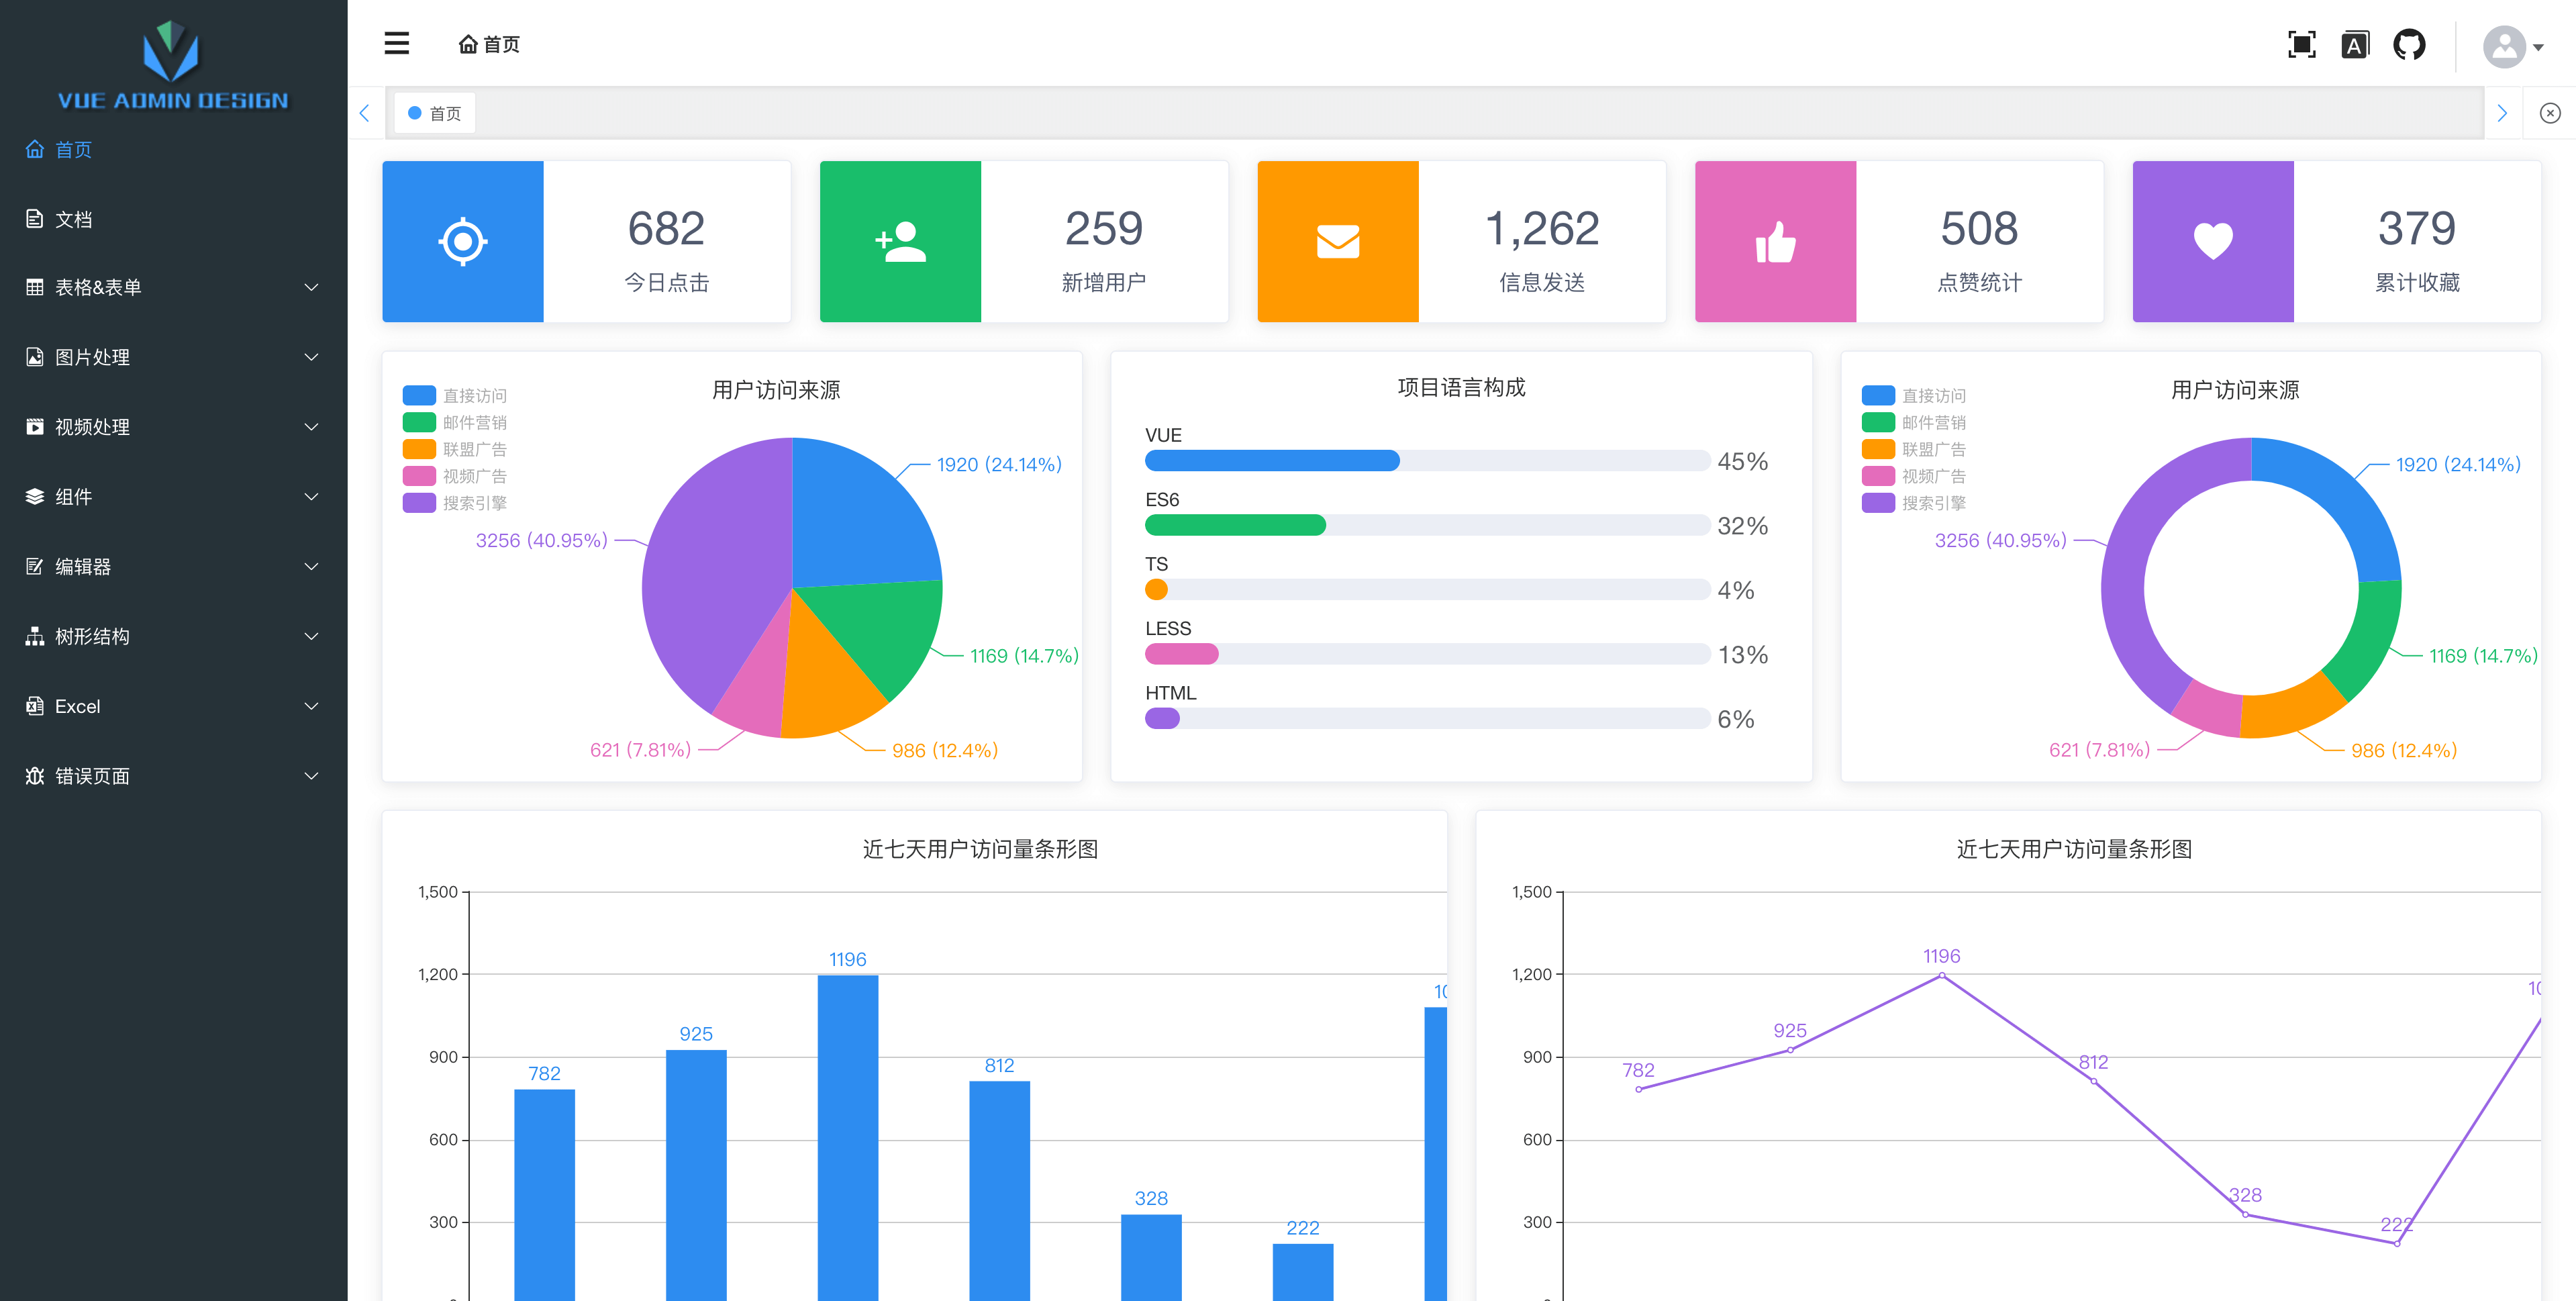 VUE ADMIN DESIGN
首页
文档
表格&表单
图片处理
视频处理
组件
编辑器
树形结构
Excel
错误页面
首页
A
首页
682
今日点击
259
新增用户
1,262
信息发送
508
点赞统计
379
累计收藏
用户访问来源
直接访问
邮件营销
联盟广告
视频广告
搜索引擎
1920 (24.14%)
3256 (40.95%)
1169 (14.7%)
621 (7.81%)
986 (12.4%)
项目语言构成
VUE
45%
ES6
32%
TS
4%
LESS
13%
HTML
6%
用户访问来源
直接访问
邮件营销
联盟广告
视频广告
搜索引擎
1920 (24.14%)
3256 (40.95%)
1169 (14.7%)
621 (7.81%)
986 (12.4%)
近七天用户访问量条形图
1,500
1,200
900
600
300
782
925
1196
812
328
222
近七天用户访问量条形图
1,500
1,200
900
600
300
782
925
1196
812
328
222